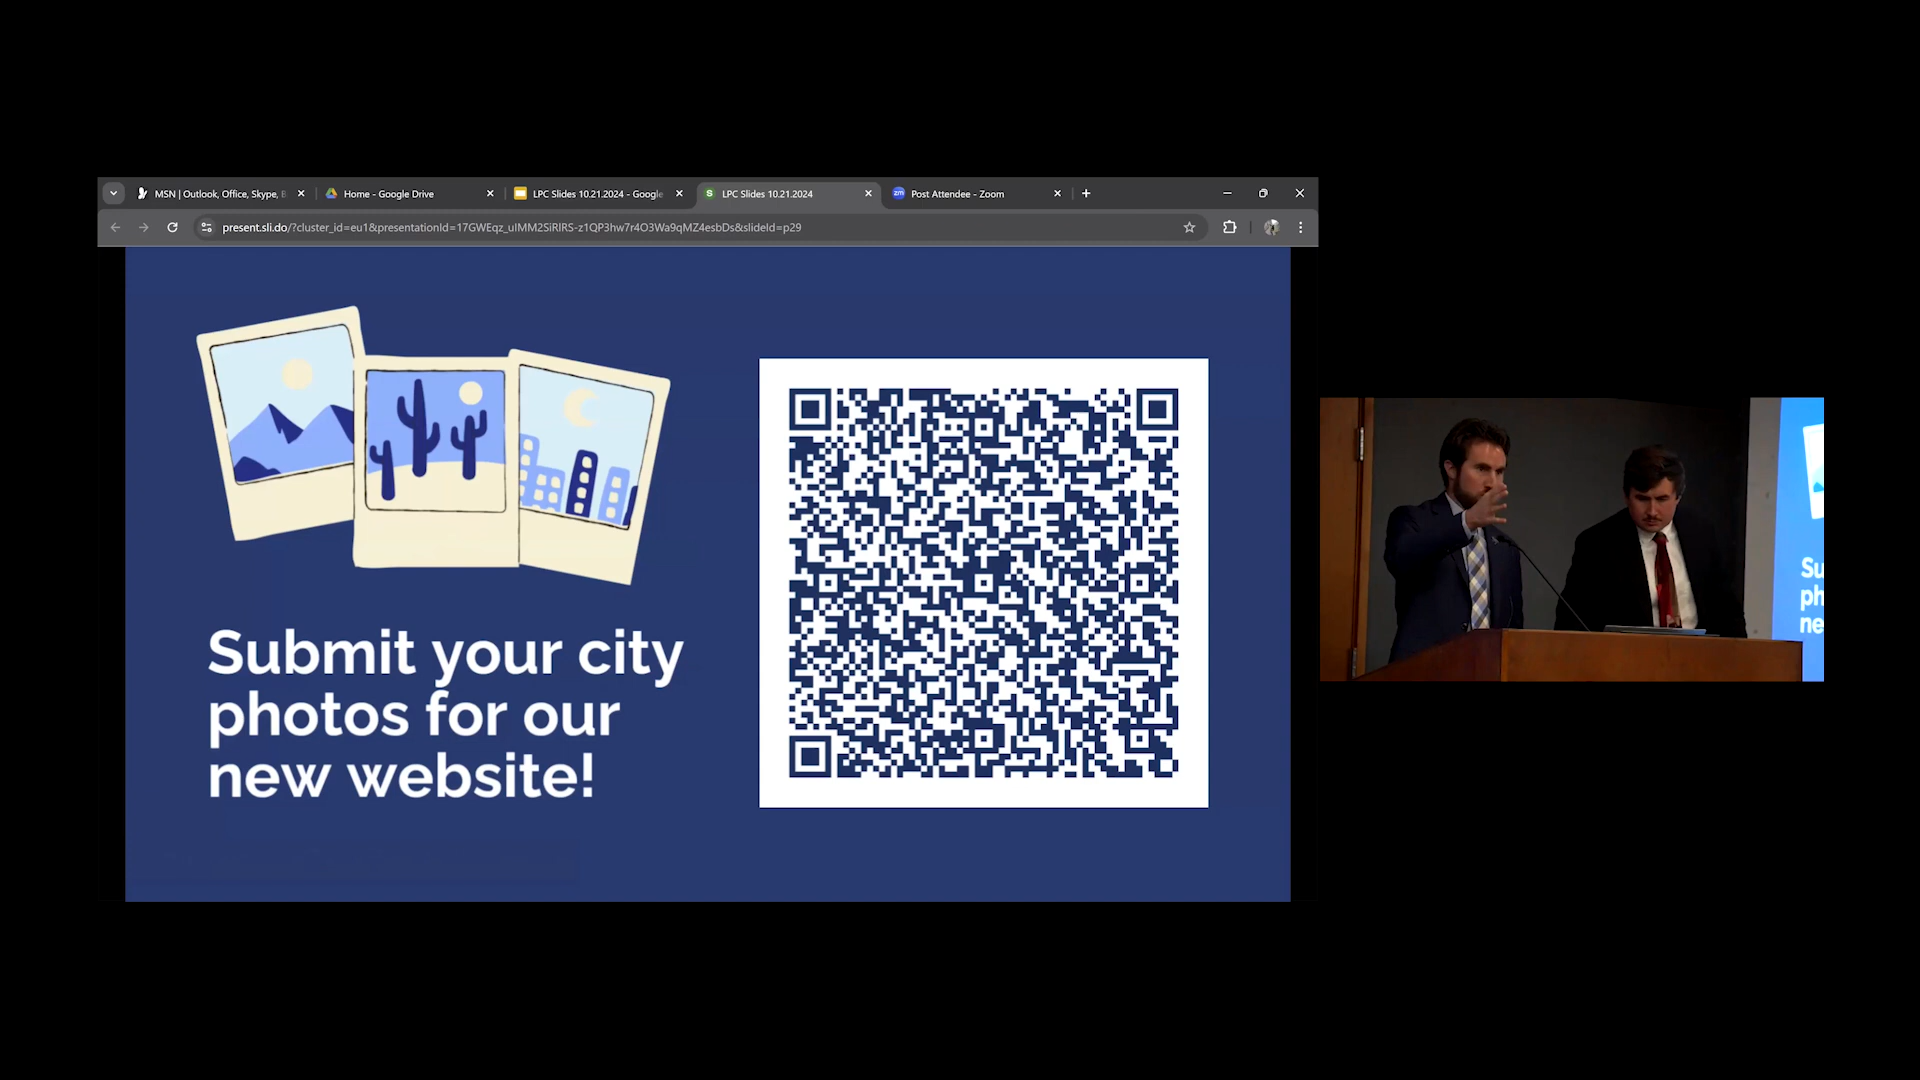 MSN | Outlook, Office, Skype,
Home - Google Drive
LPC Slides 10.21.2024 - Google
LPC Slides 10.21.2024
zm
Post Attendee - Zoom
present.sli.do/?cluster_id=eu1&presentationId=17GWEqz_uIMM2SiRlRS-z1QP3hw7r4O3Wa9qMZ4esbDs&slideId=p29
Submit your city
photos for our
new website!
Su
ph
ne